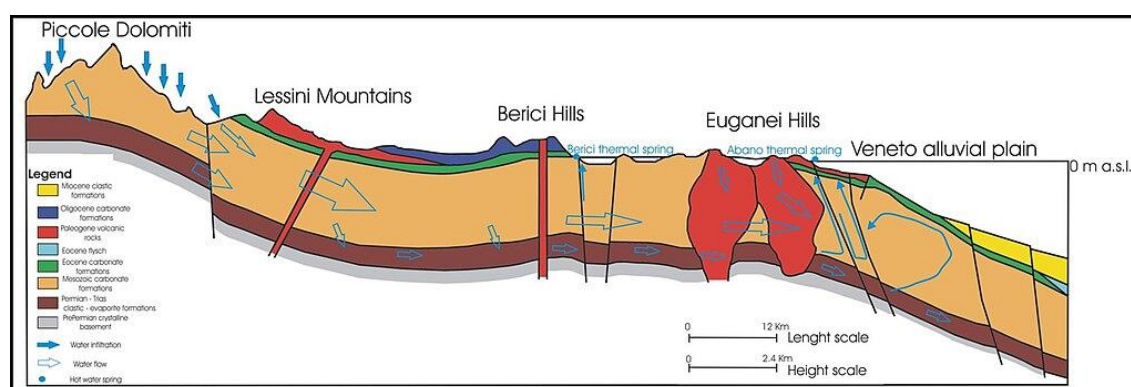 Piccole Dolomiti
Lessini Mountains
Berici Hills
Euganei Hills
Berici thermal spring
Abano thermal spring
Veneto alluvial plain
0 m a.s.l.
Legend
Miocene clastic
formations
Oligocene carbonate
formations
Paleogene volcanic
rocks
Eocene flysch
Eocene carbonate
formations
Mesozoic carbonate
formations
Permian - Trias
clastic - evaporite formations
PrePermian crystalline
basement
Water infiltration
Water flow
Hot water spring
0 12 Km
Lenght scale
0 2.4 Km
Height scale